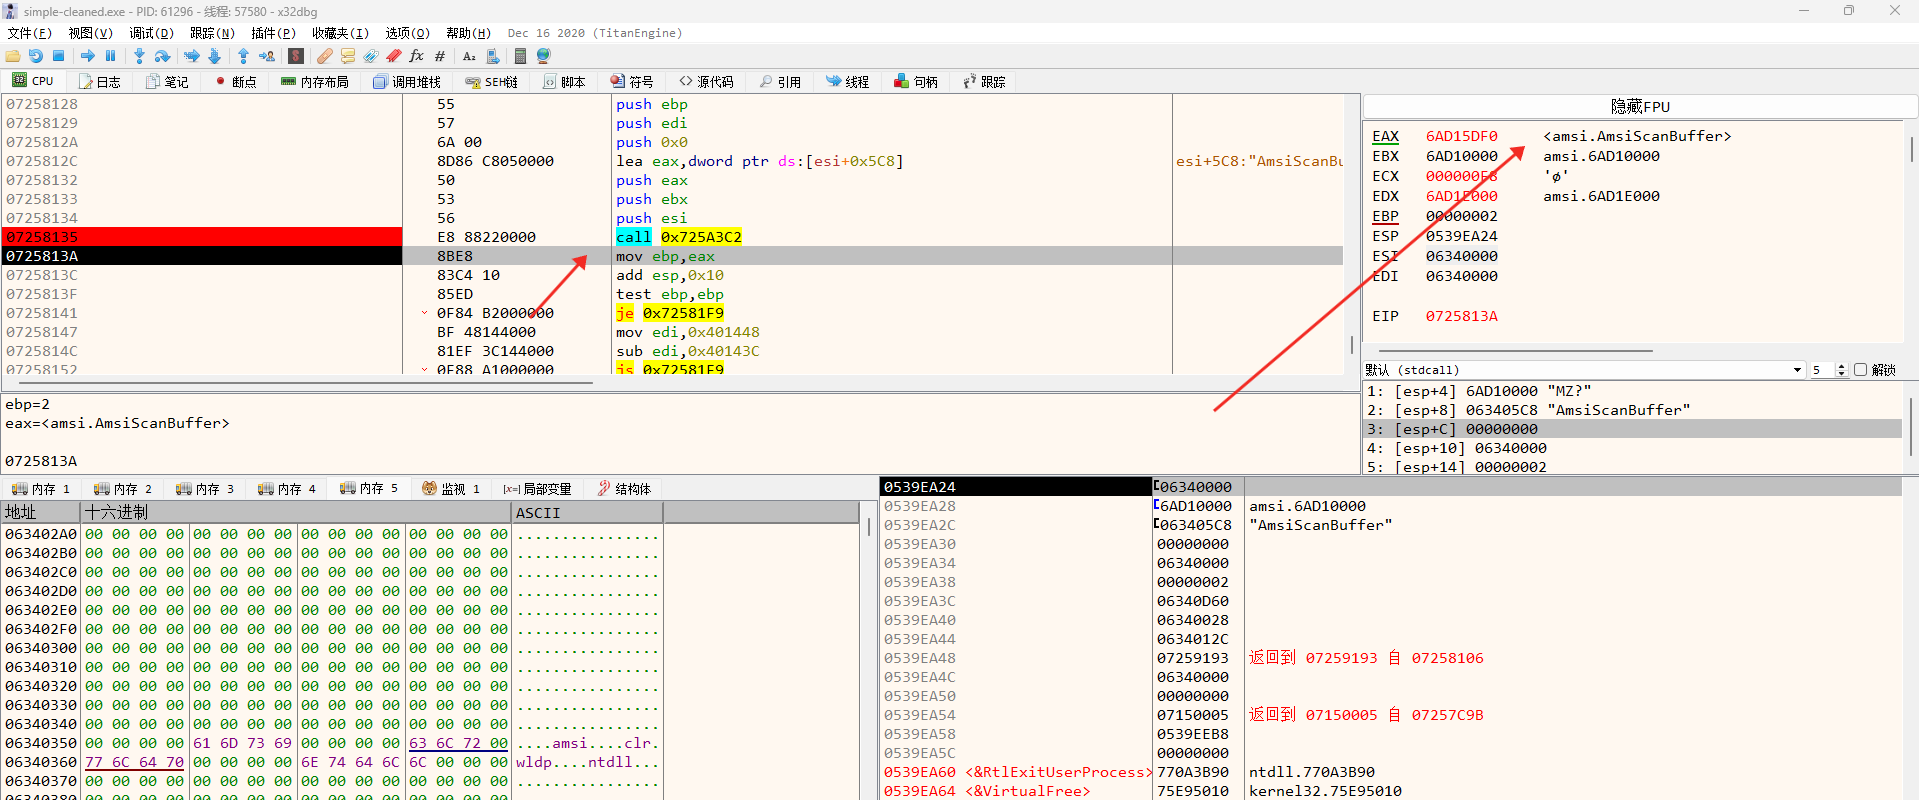 simple-cleaned.exe - PID: 61296 - 线程: 57580 - x32dbg
文件(F) 视图(V) 调试(D) 跟踪(N) 插件(P) 收藏夹(I) 选项(O) 帮助(H) Dec 16 2020 (TitanEngine)
CPU 日志 笔记 断点 内存布局 调用堆栈 SEH链 脚本 符号 源代码 引用 线程 句柄 跟踪
07258128 55 push ebp
07258129 57 push edi
0725812A 6A 00 push 0x0
0725812C 8D86 C8050000 lea eax,dword ptr ds:[esi+0x5C8] esi+5C8:"AmsiScanBu
07258132 50 push eax
07258133 53 push ebx
07258134 56 push esi
07258135 E8 88220000 call 0x725A3C2
0725813A 8BE8 mov ebp,eax
0725813C 83C4 10 add esp,0x10
0725813F 85ED test ebp,ebp
07258141 0F84 B2000000 je 0x72581F9
07258147 BF 48144000 mov edi,0x401448
0725814C 81EF 3C144000 sub edi,0x40143C
07258152 0F88 A1000000 js 0x72581F9
ebp=2
eax=<amsi.AmsiScanBuffer>
0725813A
隐藏FPU
EAX 6AD15DF0 <amsi.AmsiScanBuffer>
EBX 6AD10000 amsi.6AD10000
ECX 000000F8 'ø'
EDX 6AD1E000 amsi.6AD1E000
EBP 00000002
ESP 0539EA24
ESI 06340000
EDI 06340000
EIP 0725813A
默认 (stdcall) 5 解锁
1: [esp+4] 6AD10000 "MZ?"
2: [esp+8] 063405C8 "AmsiScanBuffer"
3: [esp+C] 00000000
4: [esp+10] 06340000
5: [esp+14] 00000002
内存 1 内存 2 内存 3 内存 4 内存 5 监视 1 [x=] 局部变量 结构体
地址 十六进制 ASCII
063402A0 00 00 00 00 00 00 00 00 00 00 00 00 00 00 00 00 ................
063402B0 00 00 00 00 00 00 00 00 00 00 00 00 00 00 00 00 ................
063402C0 00 00 00 00 00 00 00 00 00 00 00 00 00 00 00 00 ................
063402D0 00 00 00 00 00 00 00 00 00 00 00 00 00 00 00 00 ................
063402E0 00 00 00 00 00 00 00 00 00 00 00 00 00 00 00 00 ................
063402F0 00 00 00 00 00 00 00 00 00 00 00 00 00 00 00 00 ................
06340300 00 00 00 00 00 00 00 00 00 00 00 00 00 00 00 00 ................
06340310 00 00 00 00 00 00 00 00 00 00 00 00 00 00 00 00 ................
06340320 00 00 00 00 00 00 00 00 00 00 00 00 00 00 00 00 ................
06340330 00 00 00 00 00 00 00 00 00 00 00 00 00 00 00 00 ................
06340340 00 00 00 00 00 00 00 00 00 00 00 00 00 00 00 00 ................
06340350 00 00 00 00 61 6D 73 69 00 00 00 00 63 6C 72 00 ....amsi....clr.
06340360 77 6C 64 70 00 00 00 00 6E 74 64 6C 6C 00 00 00 wldp....ntdll...
06340370 00 00 00 00 00 00 00 00 00 00 00 00 00 00 00 00 ................
06340380 00 00 00 00 00 00 00 00 00 00 00 00 00 00 00 00
0539EA24 06340000
0539EA28 6AD10000 amsi.6AD10000
0539EA2C 063405C8 "AmsiScanBuffer"
0539EA30 00000000
0539EA34 06340000
0539EA38 00000002
0539EA3C 06340D60
0539EA40 06340028
0539EA44 0634012C
0539EA48 07259193 返回到 07259193 自 07258106
0539EA4C 06340000
0539EA50 00000000
0539EA54 07150005 返回到 07150005 自 07257C9B
0539EA58 0539EEB8
0539EA5C 00000000
0539EA60 <&RtlExitUserProcess> 770A3B90 ntdll.770A3B90
0539EA64 <&VirtualFree> 75E95010 kernel32.75E95010